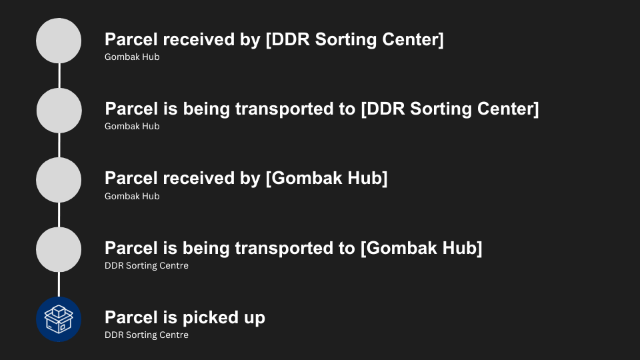 Parcel received by [DDR Sorting Center]
Gombak Hub
Parcel is being transported to [DDR Sorting Center]
Gombak Hub
Parcel received by [Gombak Hub]
Gombak Hub
Parcel is being transported to [Gombak Hub]
DDR Sorting Centre
Parcel is picked up
DDR Sorting Centre